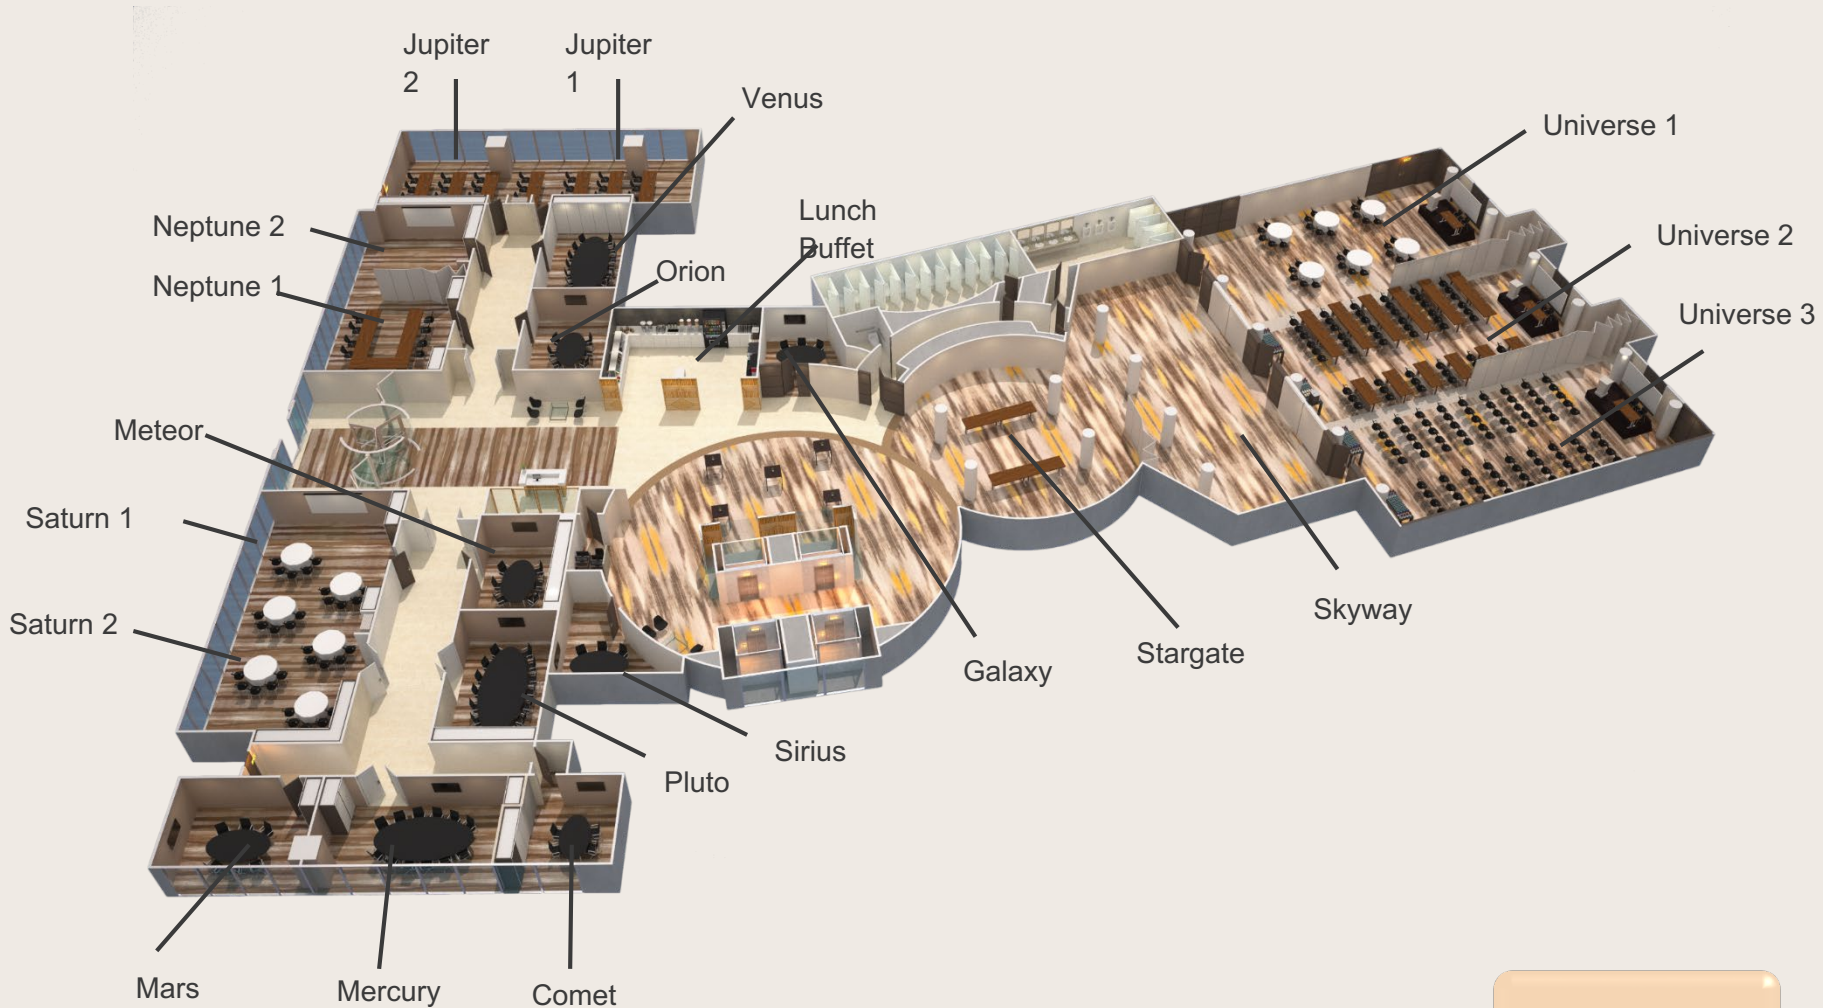 Jupiter
2
Jupiter
1
Venus
Universe 1
Neptune 2
Lunch
Buffet
Universe 2
Orion
Neptune 1
Universe 3
Meteor
Saturn 1
Skyway
Saturn 2
Stargate
Galaxy
Sirius
Pluto
Mars
Mercury
Comet